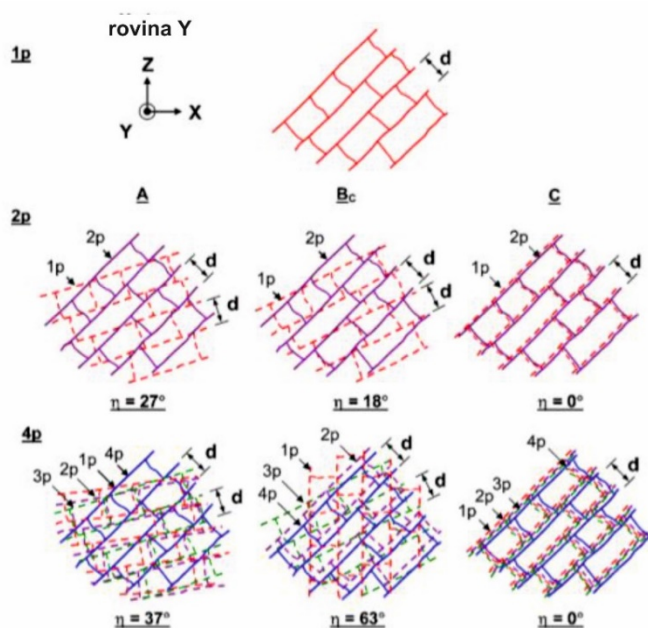 rovina Y
1p
Z
X
Y
d
A
Bc
C
2p
2p
1p
d
d
2p
1p
d
d
2p
1p
d
η = 27°
η = 18°
η = 0°
4p
4p
1p
2p
3p
d
d
2p
1p
3p
4p
d
4p
3p
2p
1p
d
η = 37°
η = 63°
η = 0°